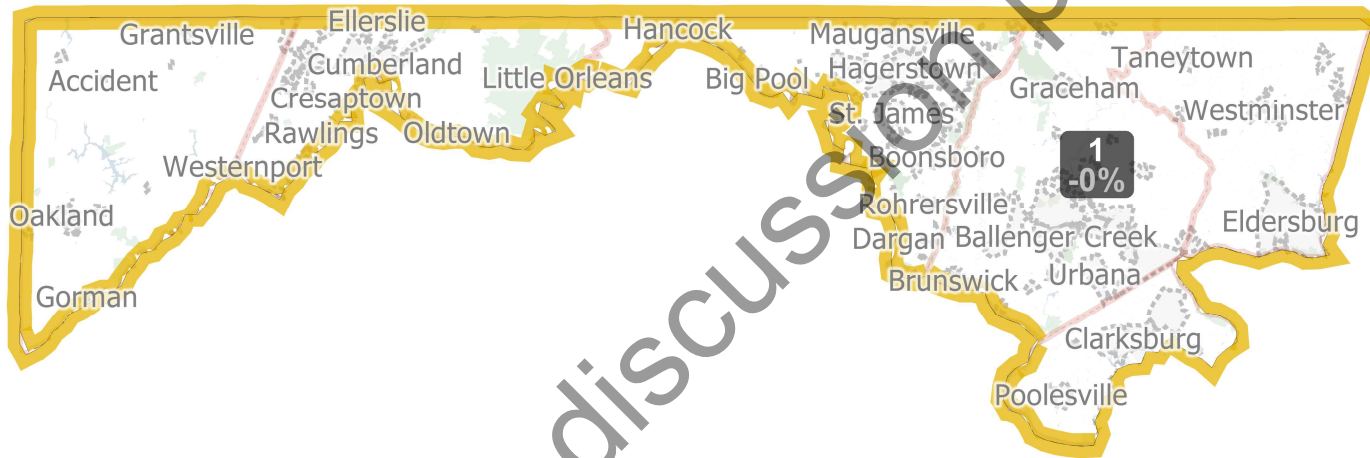 Grantsville
Ellerslie
Hancock
Maugansville
Taneytown
Accident
Cumberland
Little Orleans
Big Pool
Hagerstown
Graceham
Westminster
Cresaptown
St. James
Rawlings
Oldtown
Boonsboro
1
-0%
Westernport
Oakland
Rohrersville
Eldersburg
Dargan
Ballenger Creek
Gorman
Brunswick
Urbana
Clarksburg
Poolesville
discussion